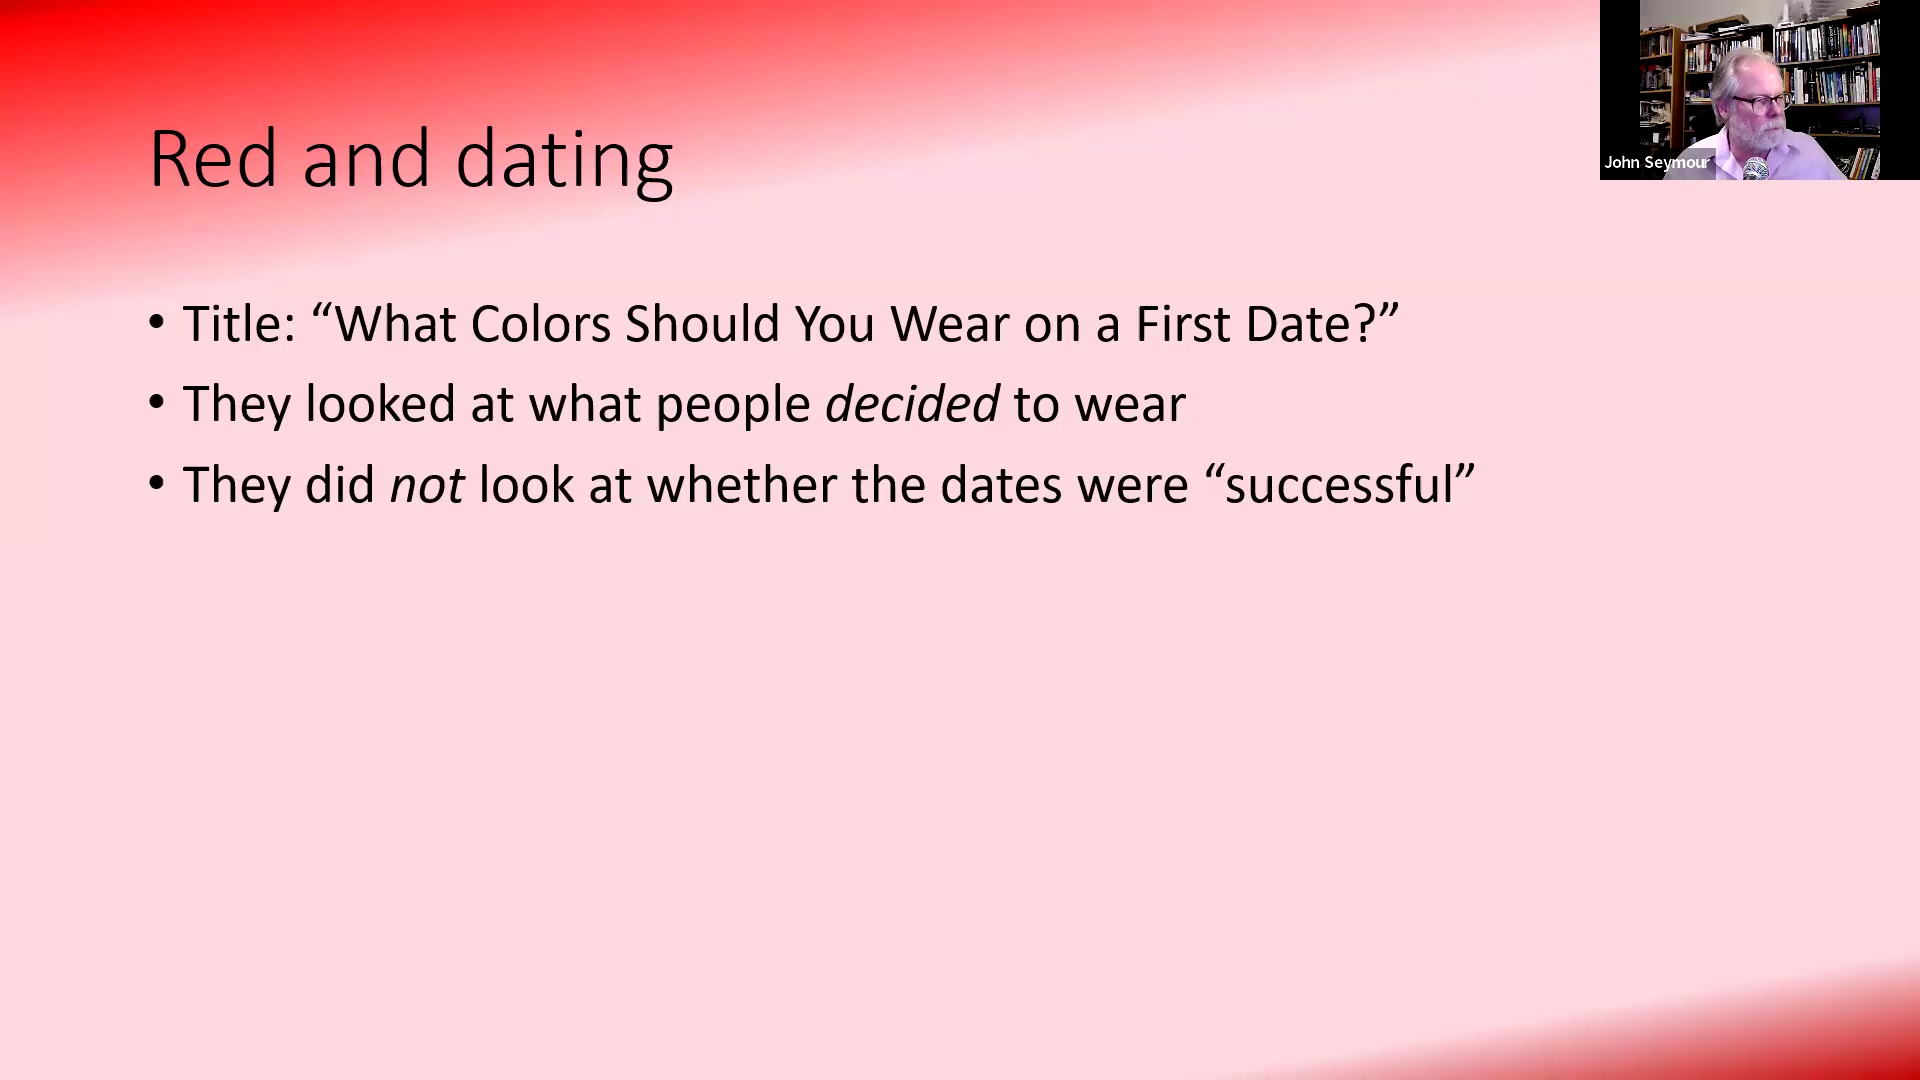 Red and dating
• Title: “What Colors Should You Wear on a First Date?”
• They looked at what people decided to wear
• They did not look at whether the dates were “successful”
John Seymour